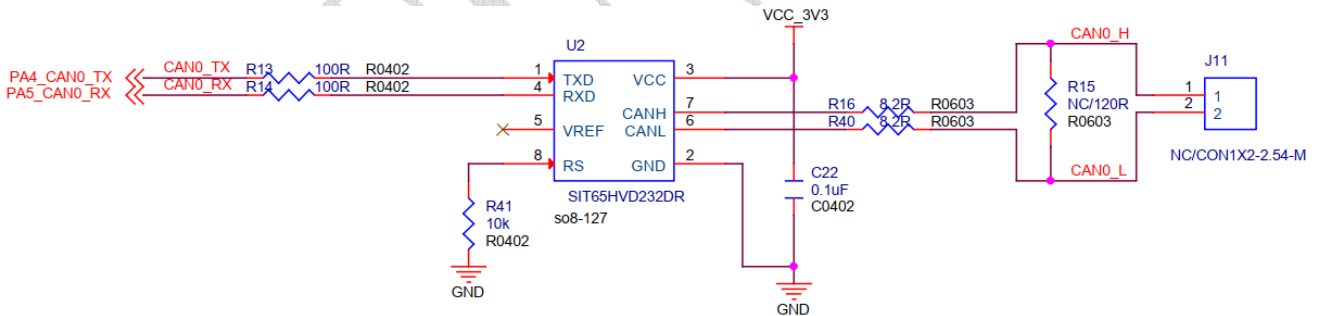 VCC_3V3
U2
CAN0_H
J11
PA4_CAN0_TX CAN0_TX R13 100R R0402 1 TXD VCC 3
PA5_CAN0_RX CAN0_RX R14 100R R0402 4 RXD
R15
NC/120R
R0603
1 1
2 2
CANH 7 R16 8.2R R0603
CANL 6 R40 8.2R R0603
5 VREF
8 RS GND 2
NC/CON1X2-2.54-M
CAN0_L
SIT65HVD232DR
so8-127
C22
0.1uF
C0402
R41
10k
R0402
GND
GND